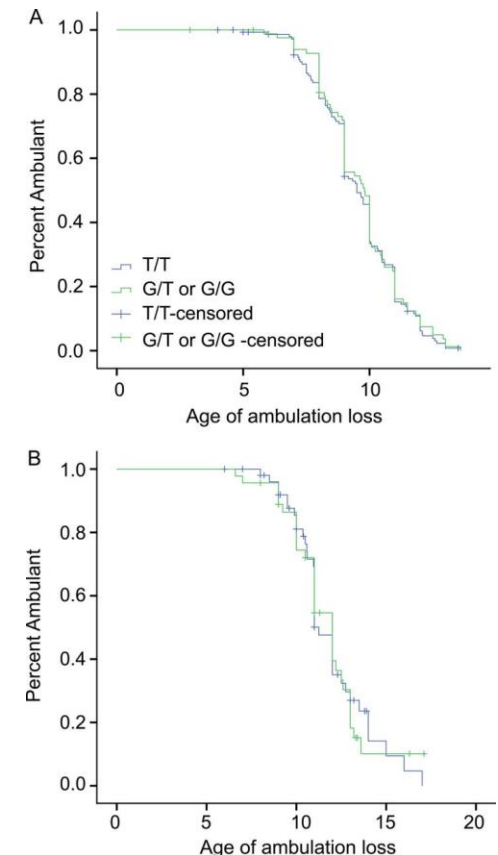 A
Percent Ambulant
1.0
0.8
0.6
0.4
0.2
0.0
T/T
G/T or G/G
T/T-censored
G/T or G/G -censored
0 5 10
Age of ambulation loss
B
Percent Ambulant
1.0
0.8
0.6
0.4
0.2
0.0
0 5 10 15 20
Age of ambulation loss